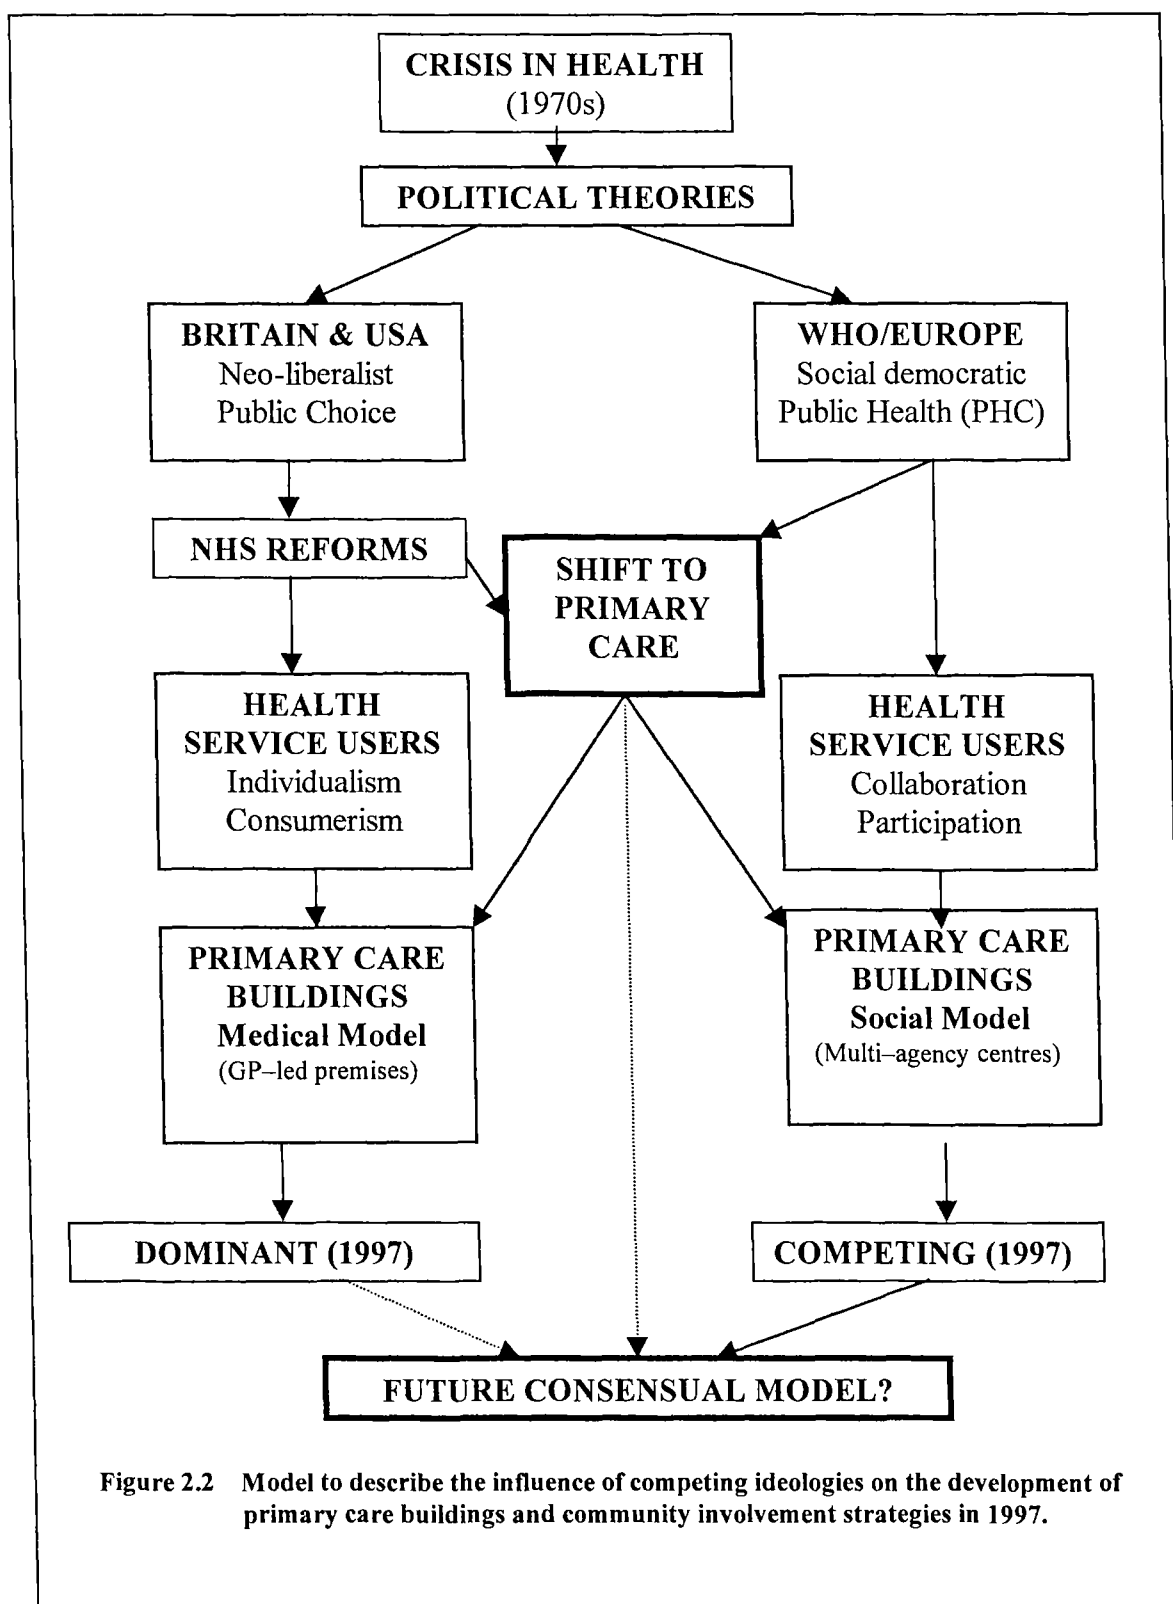 CRISIS IN HEALTH
(1970s)
POLITICAL THEORIES
BRITAIN & USA
Neo-liberalist
Public Choice
WHO/EUROPE
Social democratic
Public Health (PHC)
NHS REFORMS
SHIFT TO
PRIMARY
CARE
HEALTH
SERVICE USERS
Individualism
Consumerism
HEALTH
SERVICE USERS
Collaboration
Participation
PRIMARY CARE
BUILDINGS
Medical Model
(GP–led premises)
PRIMARY CARE
BUILDINGS
Social Model
(Multi–agency centres)
DOMINANT (1997)
COMPETING (1997)
FUTURE CONSENSUAL MODEL?
Figure 2.2 Model to describe the influence of competing ideologies on the development of
primary care buildings and community involvement strategies in 1997.